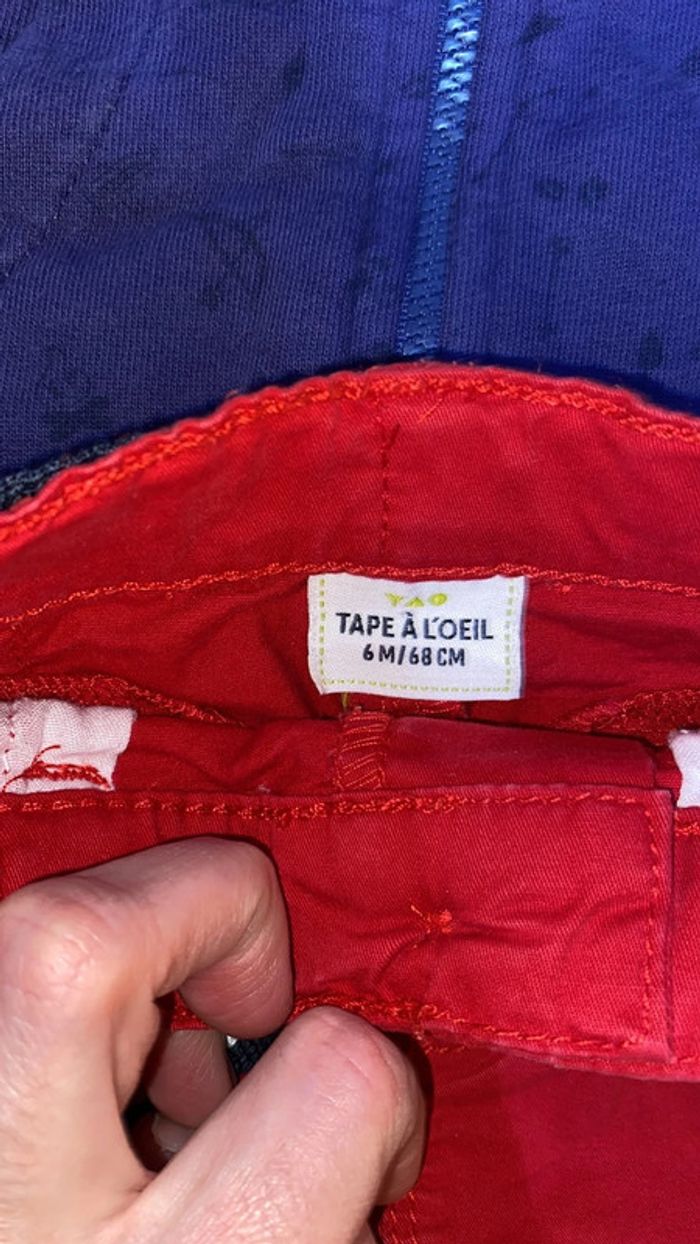 TAO
TAPE À L'OEIL
6 M/68 CM